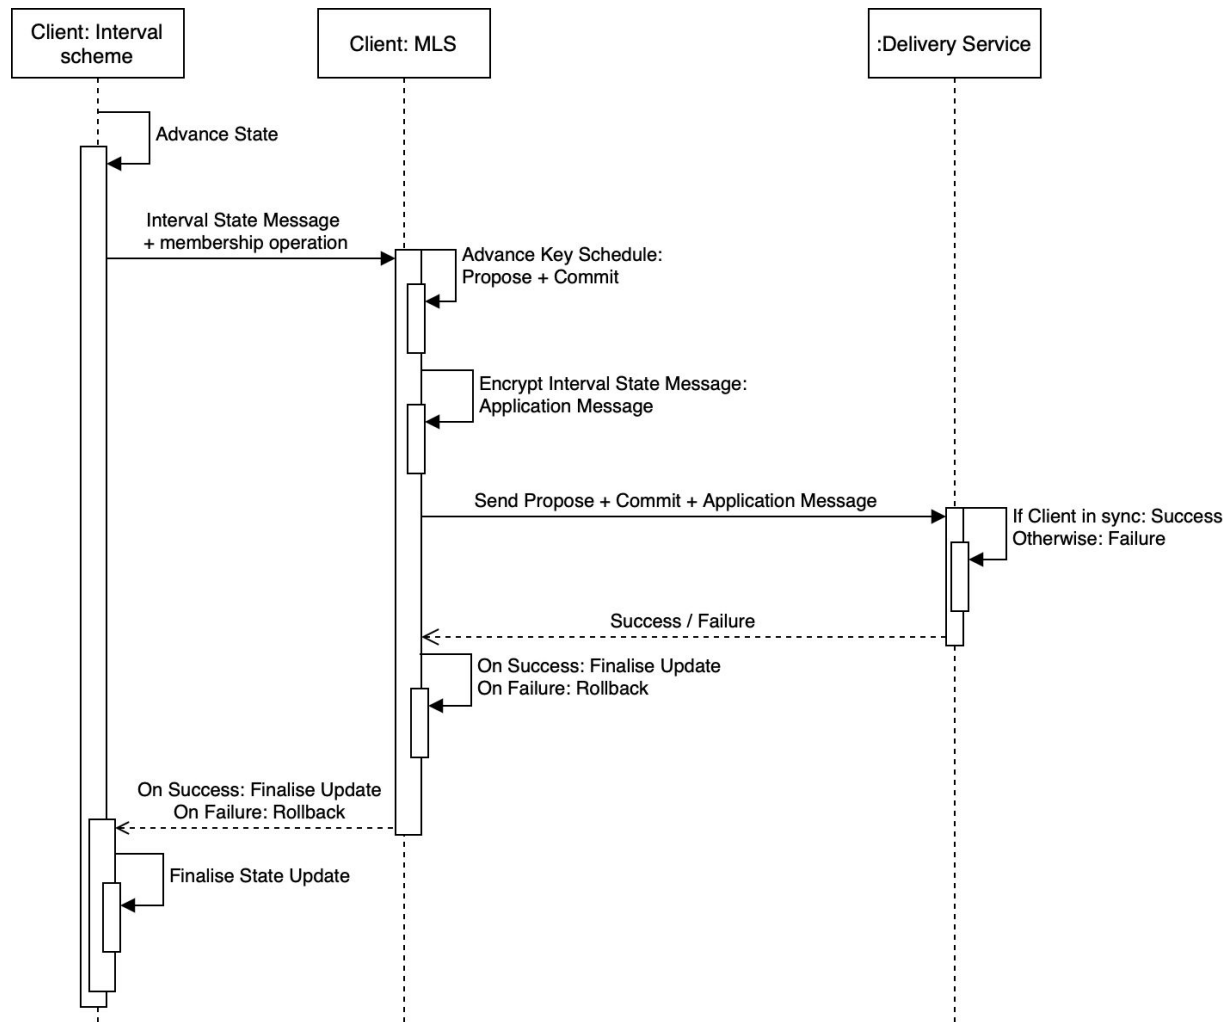 Client: Interval
scheme
Client: MLS
:Delivery Service
Advance State
Interval State Message
+ membership operation
Advance Key Schedule:
Propose + Commit
Encrypt Interval State Message:
Application Message
Send Propose + Commit + Application Message
If Client in sync: Success
Otherwise: Failure
Success / Failure
On Success: Finalise Update
On Failure: Rollback
On Success: Finalise Update
On Failure: Rollback
Finalise State Update